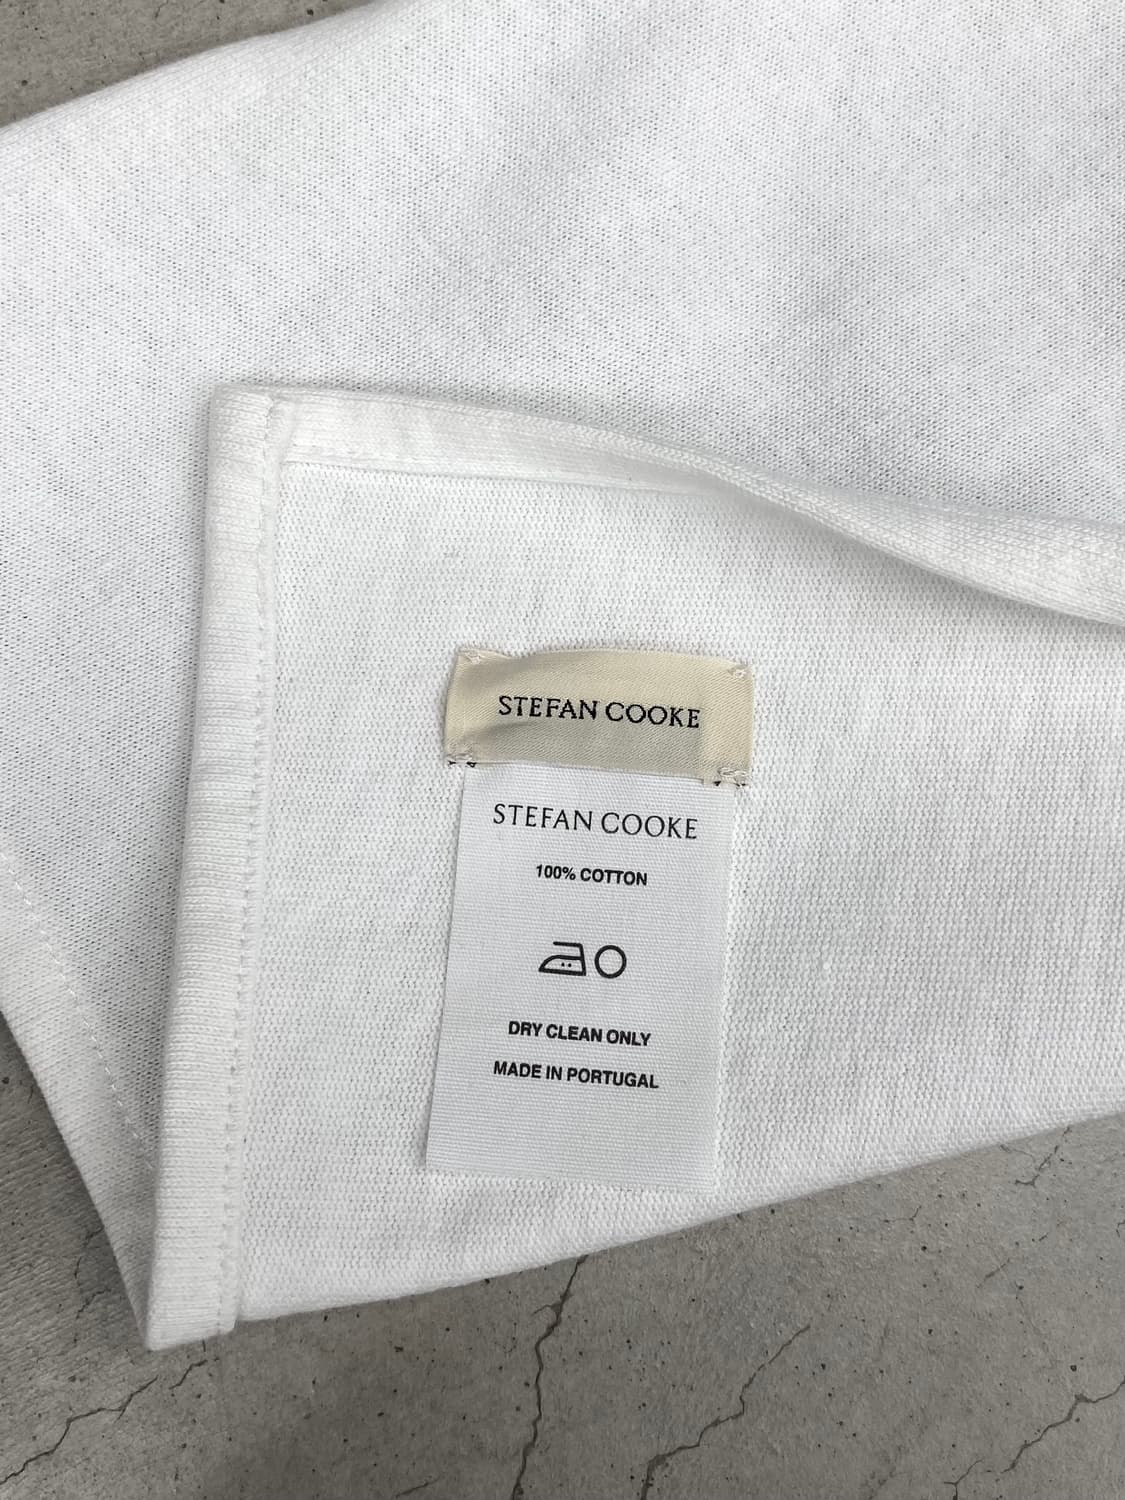 STEFAN COOKE
STEFAN COOKE
100% COTTON
DRY CLEAN ONLY
MADE IN PORTUGAL